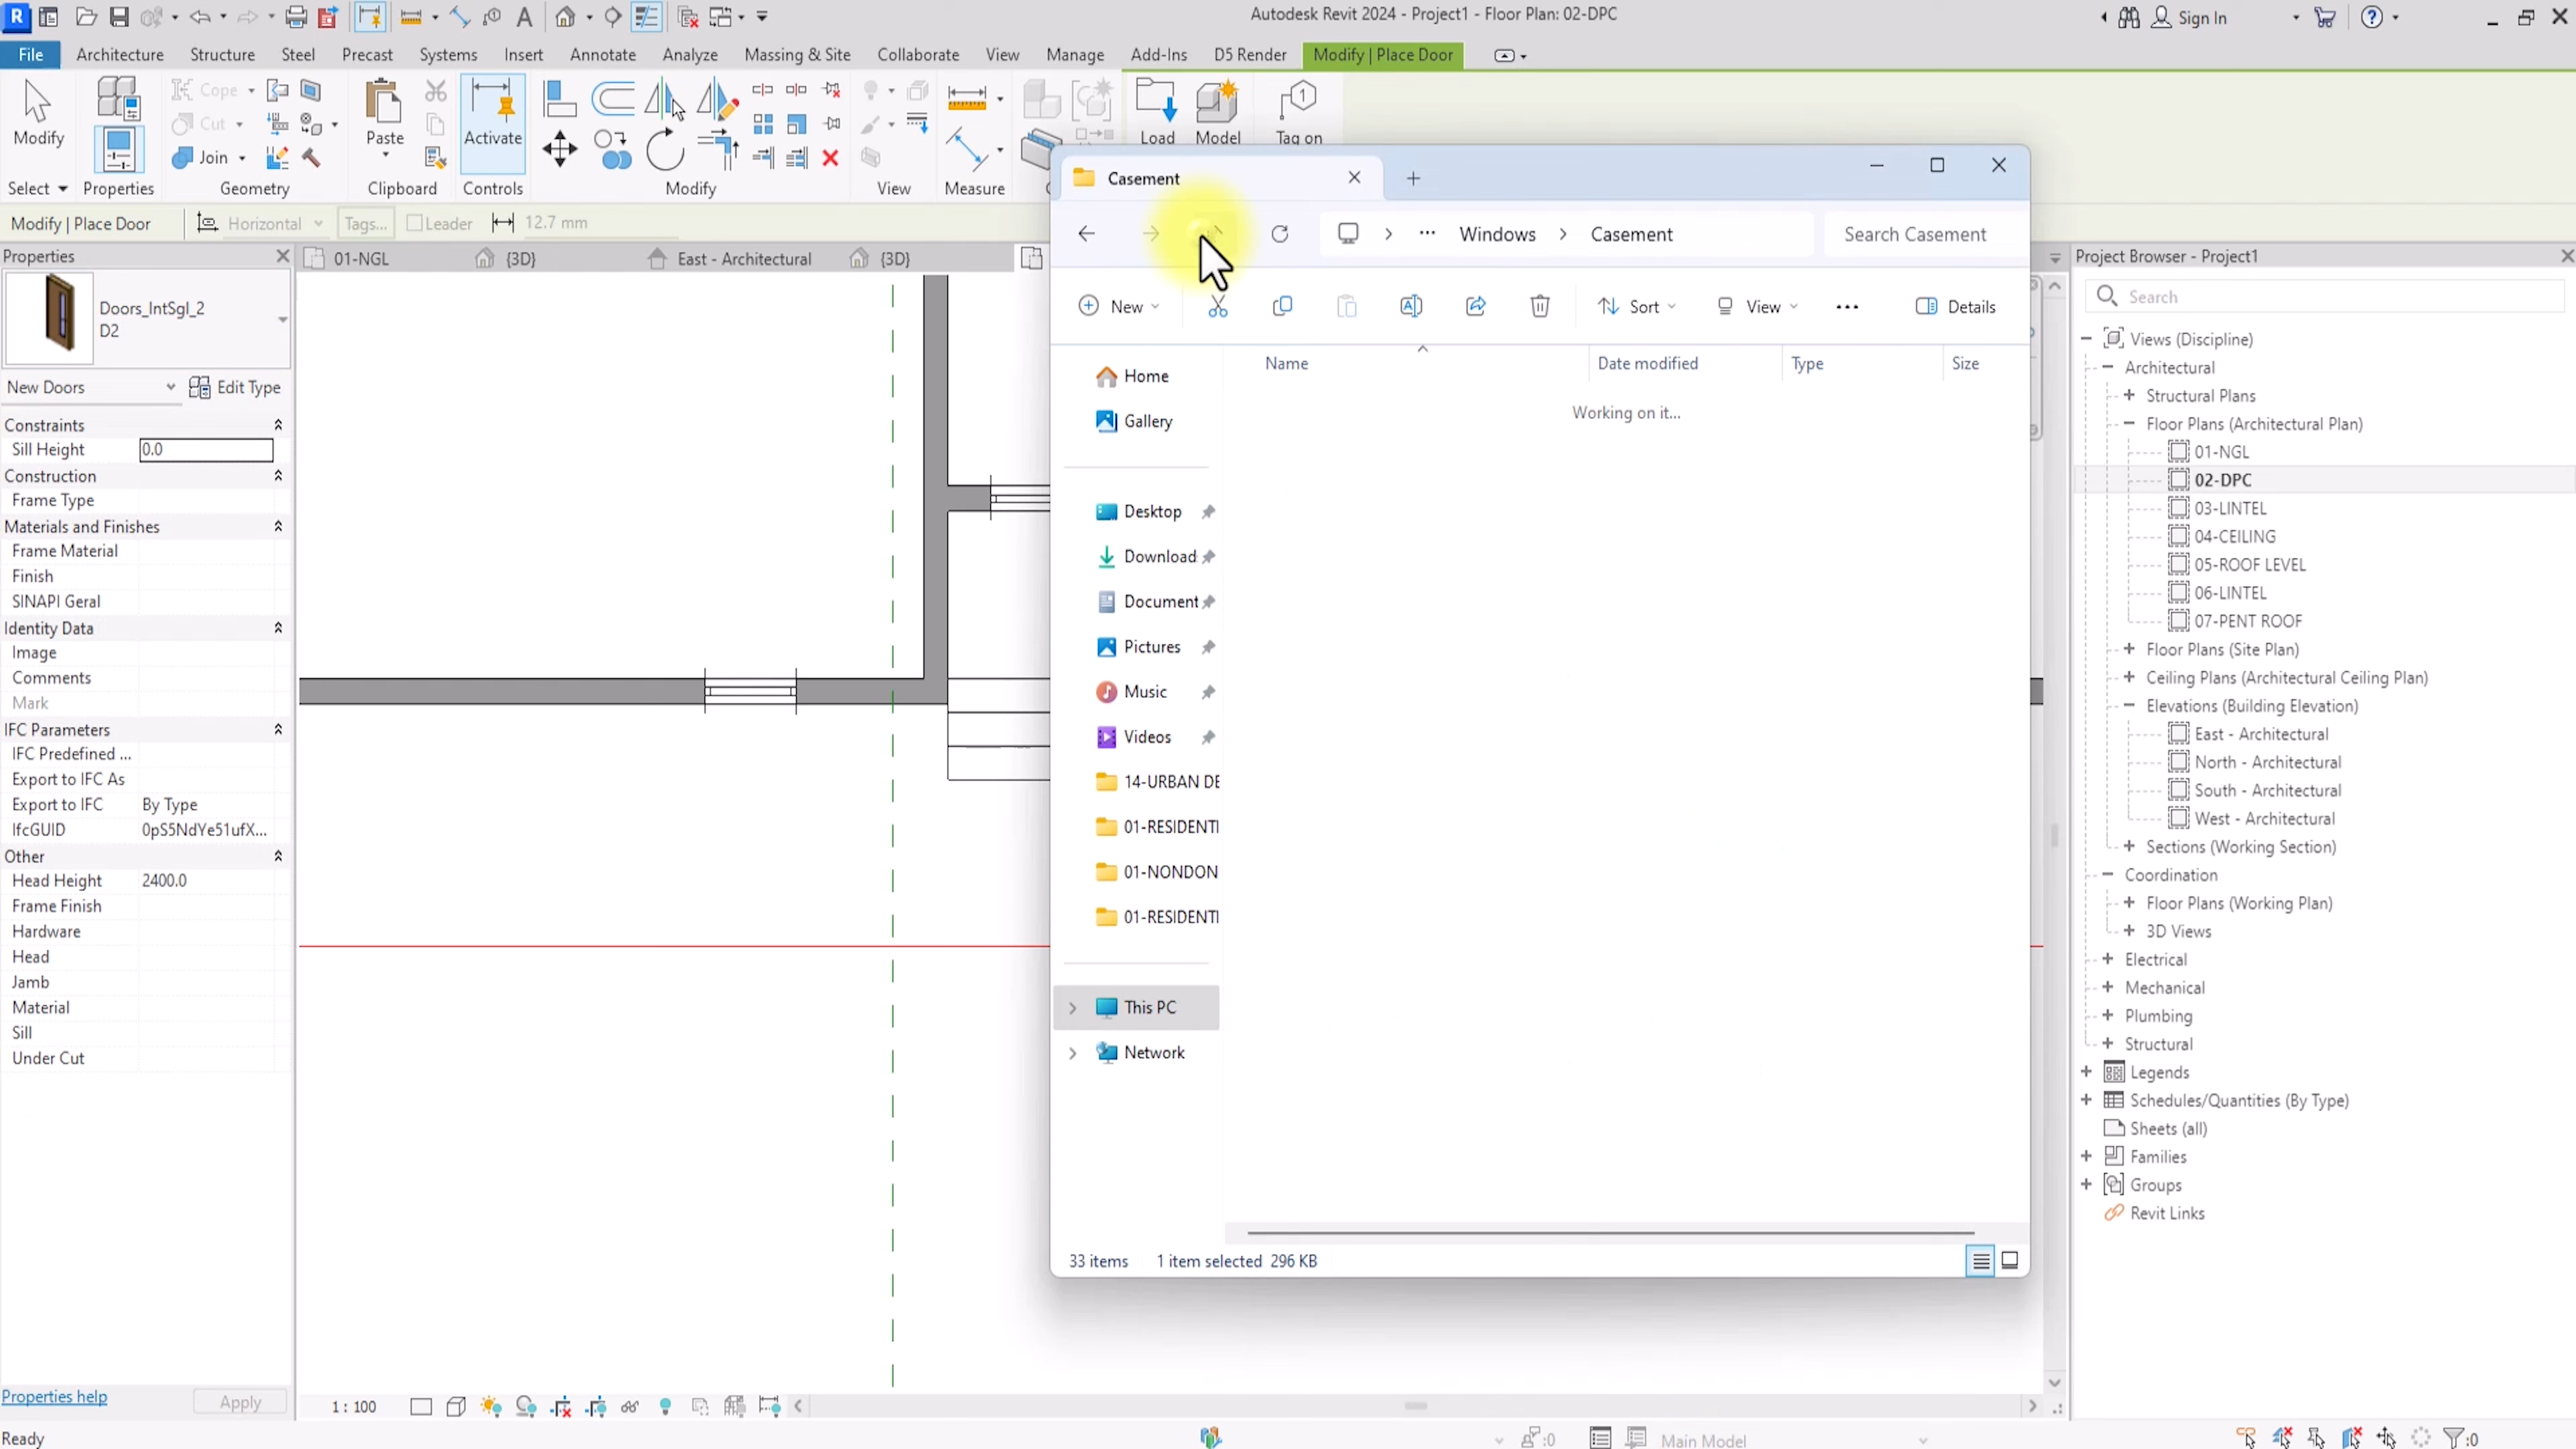 Autodesk Revit 2024 - Project1 - Floor Plan: 02-DPC
Sign In
File Architecture Structure Steel Precast Systems Insert Annotate Analyze Massing & Site Collaborate View Manage Add-Ins D5 Render Modify | Place Door
Modify Cope Cut Join Paste Activate Load Model Tag on
Select Properties Geometry Clipboard Controls Modify View Measure
Modify | Place Door Horizontal Tags... Leader 12.7 mm
Properties
01-NGL {3D} East - Architectural {3D}
Doors_IntSgl_2
D2
New Doors Edit Type
Constraints
Sill Height 0.0
Construction
Frame Type
Materials and Finishes
Frame Material
Finish
SINAPI Geral
Identity Data
Image
Comments
Mark
IFC Parameters
IFC Predefined ...
Export to IFC As
Export to IFC By Type
IfcGUID 0pS5NdYe51ufX...
Other
Head Height 2400.0
Frame Finish
Hardware
Head
Jamb
Material
Sill
Under Cut
Properties help Apply
Ready
1 : 100
Casement
Windows Casement Search Casement
New Sort View Details
Name Date modified Type Size
Working on it...
Home
Gallery
Desktop
Download
Document
Pictures
Music
Videos
14-URBAN DE
01-RESIDENTI
01-NONDON
01-RESIDENTI
This PC
Network
33 items 1 item selected 296 KB
:0 Main Model :0
Project Browser - Project1
Search
Views (Discipline)
Architectural
Structural Plans
Floor Plans (Architectural Plan)
01-NGL
02-DPC
03-LINTEL
04-CEILING
05-ROOF LEVEL
06-LINTEL
07-PENT ROOF
Floor Plans (Site Plan)
Ceiling Plans (Architectural Ceiling Plan)
Elevations (Building Elevation)
East - Architectural
North - Architectural
South - Architectural
West - Architectural
Sections (Working Section)
Coordination
Floor Plans (Working Plan)
3D Views
Electrical
Mechanical
Plumbing
Structural
Legends
Schedules/Quantities (By Type)
Sheets (all)
Families
Groups
Revit Links